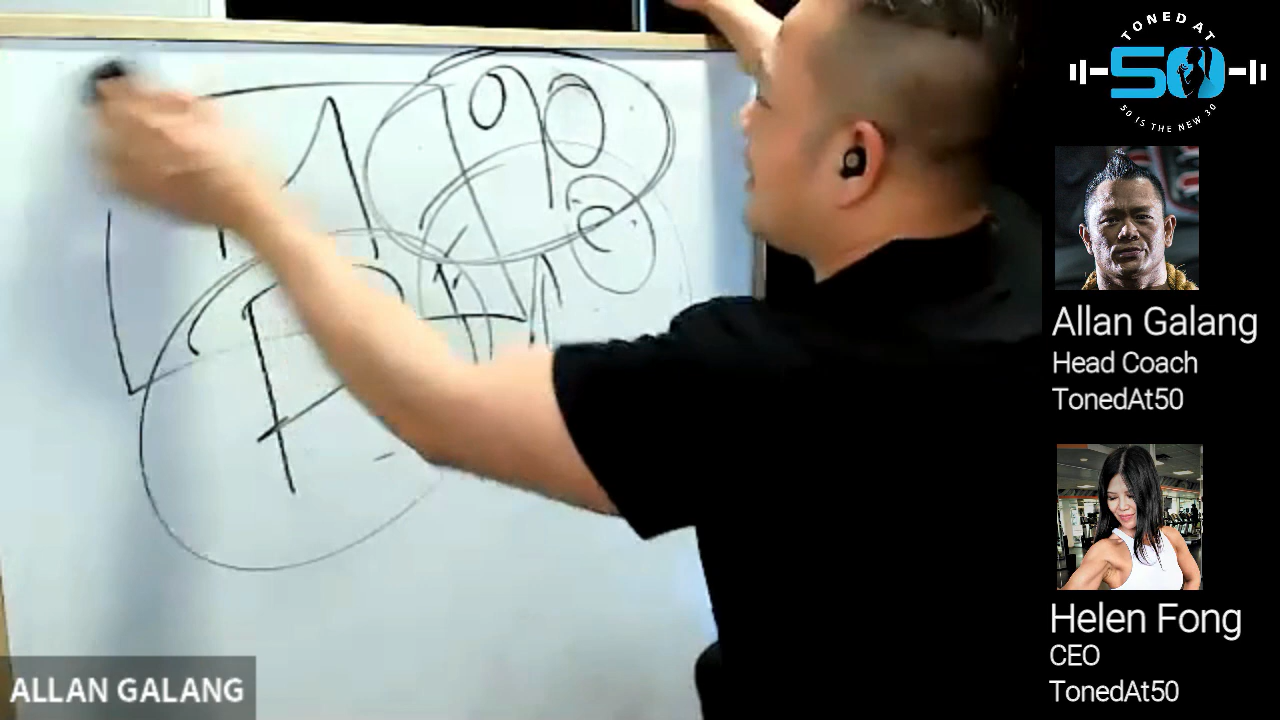 TONED AT
50
50 IS THE NEW 30
Allan Galang
Head Coach
TonedAt50
Helen Fong
CEO
TonedAt50
ALLAN GALANG